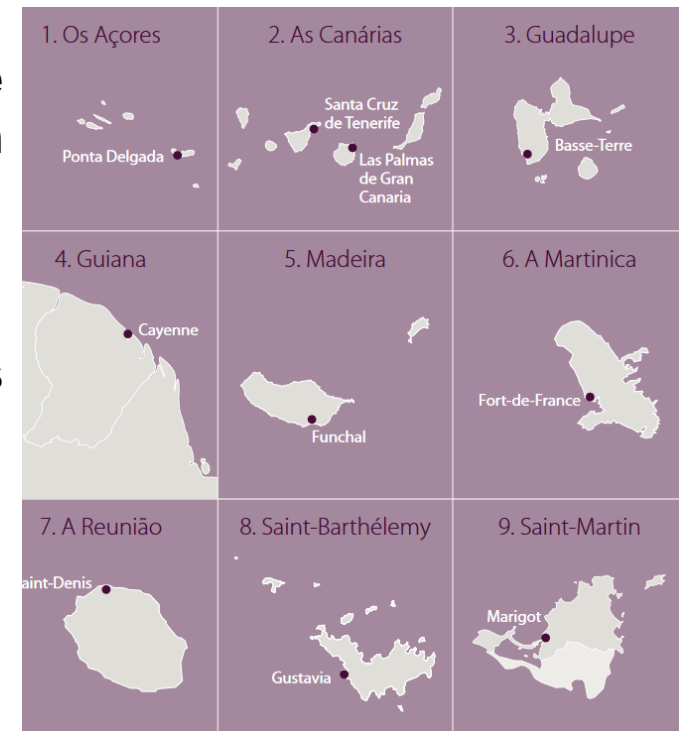 1. Os Açores
Ponta Delgada
2. As Canárias
Santa Cruz
de Tenerife
Las Palmas
de Gran
Canaria
3. Guadalupe
Basse-Terre
4. Guiana
Cayenne
5. Madeira
Funchal
6. A Martinica
Fort-de-France
7. A Reunião
aint-Denis
8. Saint-Barthélemy
Gustavia
9. Saint-Martin
Marigot